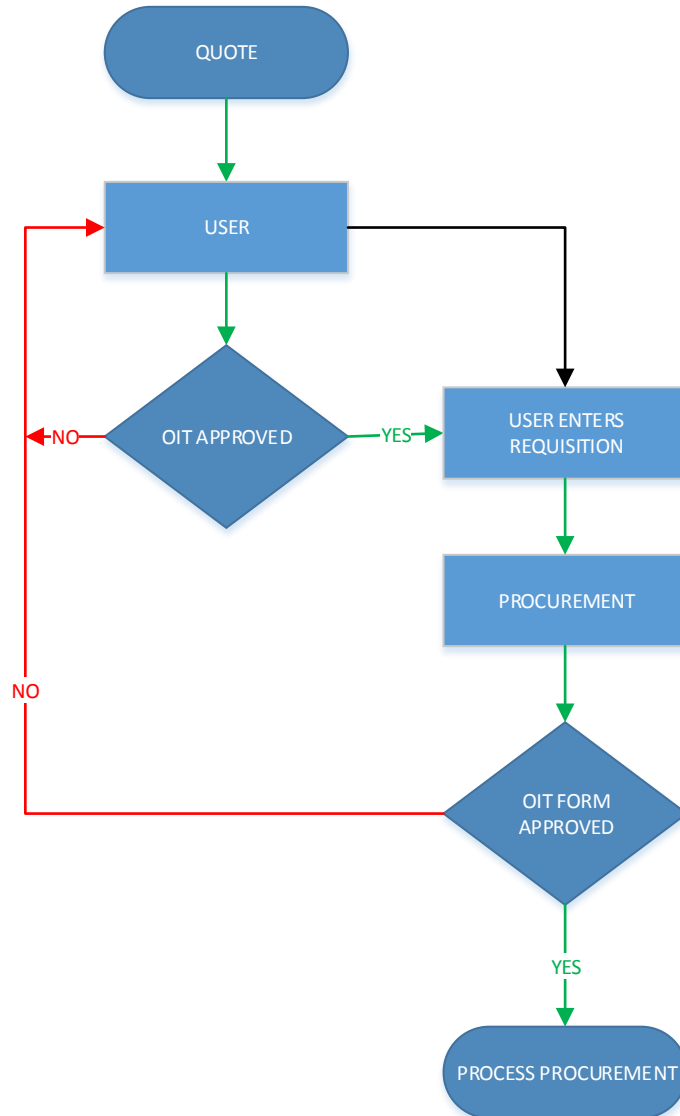 QUOTE
USER
OIT APPROVED
NO
YES
USER ENTERS
REQUISITION
PROCUREMENT
NO
OIT FORM
APPROVED
YES
PROCESS PROCUREMENT